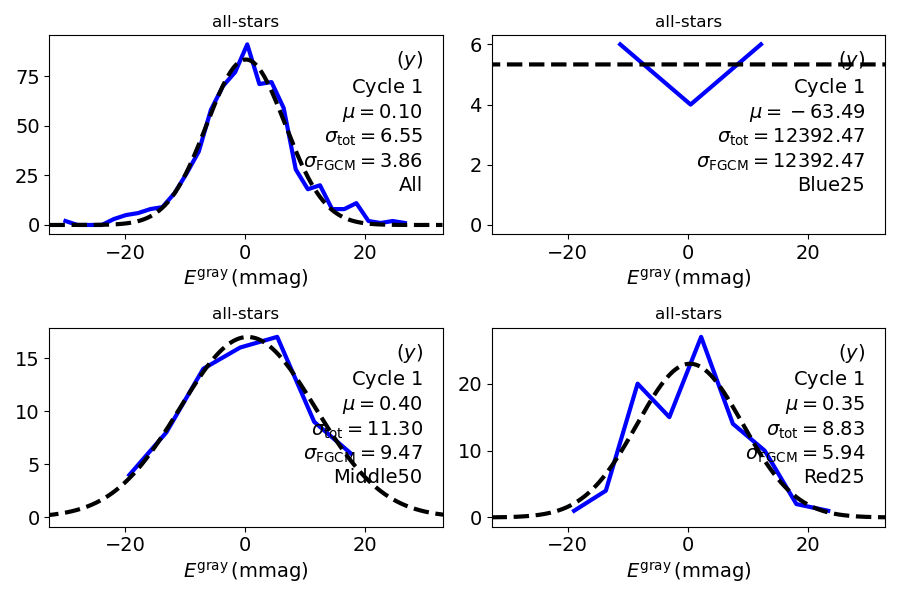 all-stars
(y)
Cycle 1
μ = 0.10
σtot = 6.55
σFGCM = 3.86
All
75
50
25
0
−20 0 20
Egray (mmag)
all-stars
(y)
Cycle 1
μ = −63.49
σtot = 12392.47
σFGCM = 12392.47
Blue25
6
4
2
0
−20 0 20
Egray (mmag)
all-stars
(y)
Cycle 1
μ = 0.40
σtot = 11.30
σFGCM = 9.47
Middle50
15
10
5
0
−20 0 20
Egray (mmag)
all-stars
(y)
Cycle 1
μ = 0.35
σtot = 8.83
σFGCM = 5.94
Red25
20
10
0
−20 0 20
Egray (mmag)